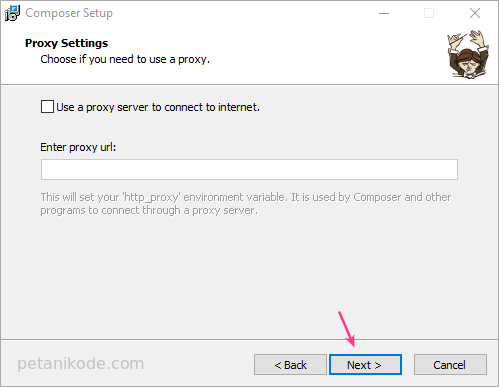 Composer Setup
Proxy Settings
Choose if you need to use a proxy.
Use a proxy server to connect to internet.
Enter proxy url:
This will set your 'http_proxy' environment variable. It is used by Composer and other
programs to connect through a proxy server.
petanikode.com
< Back
Next >
Cancel